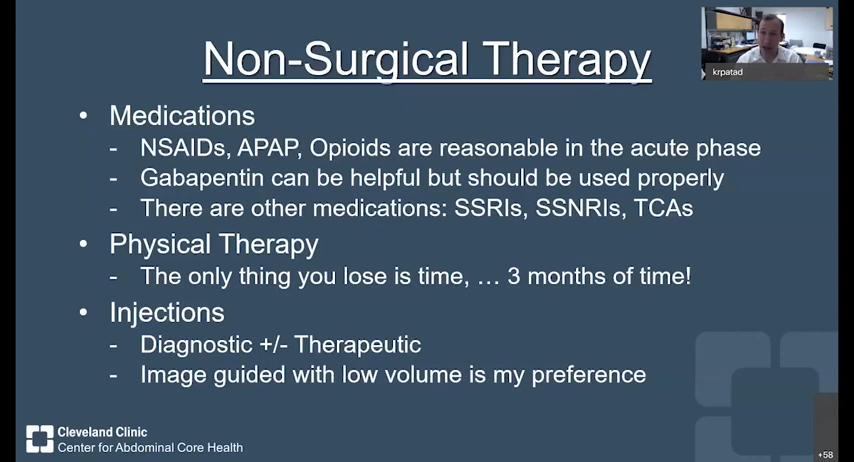 Non-Surgical Therapy
krpatad
• Medications
- NSAIDs, APAP, Opioids are reasonable in the acute phase
- Gabapentin can be helpful but should be used properly
- There are other medications: SSRIs, SSNRIs, TCAs
• Physical Therapy
- The only thing you lose is time, … 3 months of time!
• Injections
- Diagnostic +/- Therapeutic
- Image guided with low volume is my preference
Cleveland Clinic
Center for Abdominal Core Health
+58